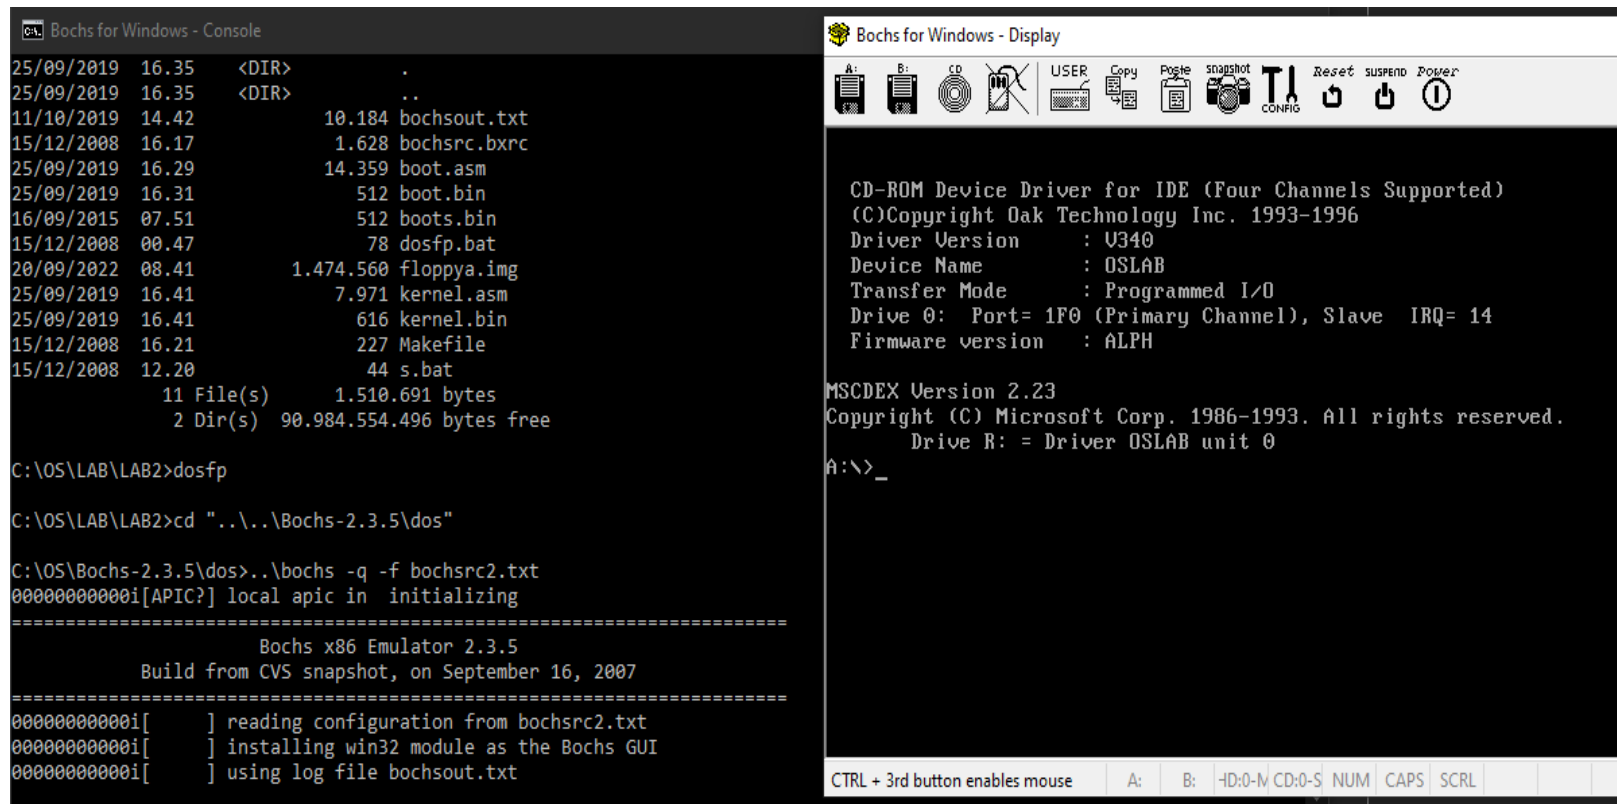 Bochs for Windows - Console
25/09/2019  16.35    <DIR>          .
25/09/2019  16.35    <DIR>          ..
11/10/2019  14.42            10.184 bochsout.txt
15/12/2008  16.17             1.628 bochsrc.bxrc
25/09/2019  16.29            14.359 boot.asm
25/09/2019  16.31               512 boot.bin
16/09/2015  07.51               512 boots.bin
15/12/2008  00.47                78 dosfp.bat
20/09/2022  08.41         1.474.560 floppya.img
25/09/2019  16.41             7.971 kernel.asm
25/09/2019  16.41               616 kernel.bin
15/12/2008  16.21               227 Makefile
15/12/2008  12.20                44 s.bat
              11 File(s)      1.510.691 bytes
               2 Dir(s)  90.984.554.496 bytes free
C:\OS\LAB\LAB2>dosfp
C:\OS\LAB\LAB2>cd "..\..\Bochs-2.3.5\dos"
C:\OS\Bochs-2.3.5\dos>..\bochs -q -f bochsrc2.txt
00000000000i[APIC?] local apic in  initializing
========================================================================
                       Bochs x86 Emulator 2.3.5
            Build from CVS snapshot, on September 16, 2007
========================================================================
00000000000i[     ] reading configuration from bochsrc2.txt
00000000000i[     ] installing win32 module as the Bochs GUI
00000000000i[     ] using log file bochsout.txt
Bochs for Windows - Display
A: B: CD USER Copy Paste snapshot CONFIG Reset SUSPEND Power
CD-ROM Device Driver for IDE (Four Channels Supported)
(C)Copyright Oak Technology Inc. 1993-1996
Driver Version      : V340
Device Name         : OSLAB
Transfer Mode       : Programmed I/O
Drive 0:  Port= 1F0 (Primary Channel), Slave  IRQ= 14
Firmware version    : ALPH
MSCDEX Version 2.23
Copyright (C) Microsoft Corp. 1986-1993. All rights reserved.
       Drive R: = Driver OSLAB unit 0
A:\>_
CTRL + 3rd button enables mouse A: B: HD:0-M CD:0-S NUM CAPS SCRL